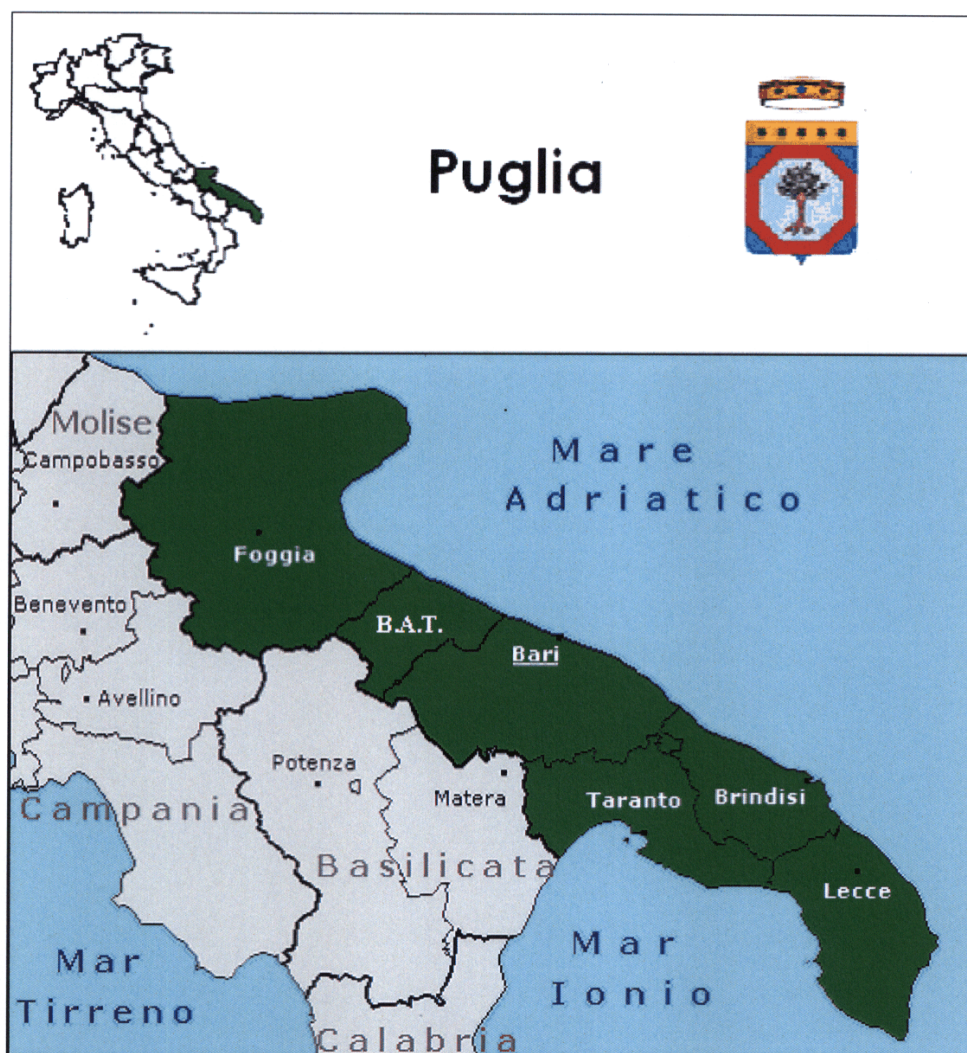 Puglia
Molise
Campobasso
Mare
Adriatico
Foggia
Benevento
B.A.T.
Bari
Avellino
Potenza
Matera
Taranto
Brindisi
Campania
Basilicata
Lecce
Mar
Ionio
Mar
Tirreno
Calabria